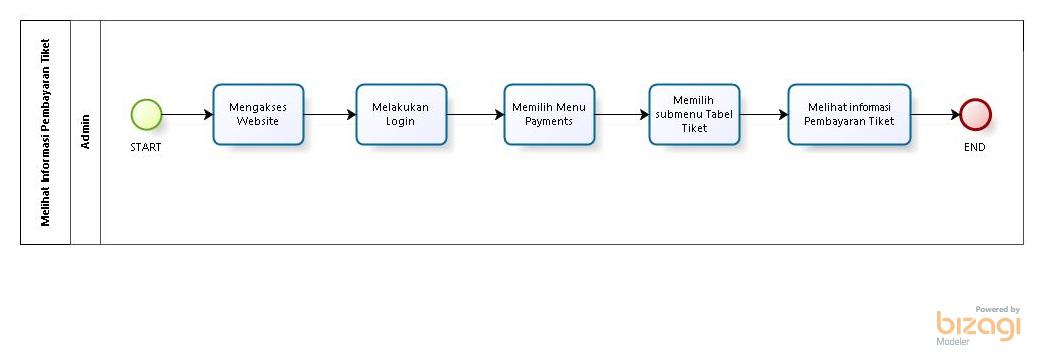 Melihat Informasi Pembayaran Tiket
Admin
START
Mengakses
Website
Melakukan
Login
Memilih Menu
Payments
Memilih
submenu Tabel
Tiket
Melihat informasi
Pembayaran Tiket
END
Powered by
bizagi
Modeler